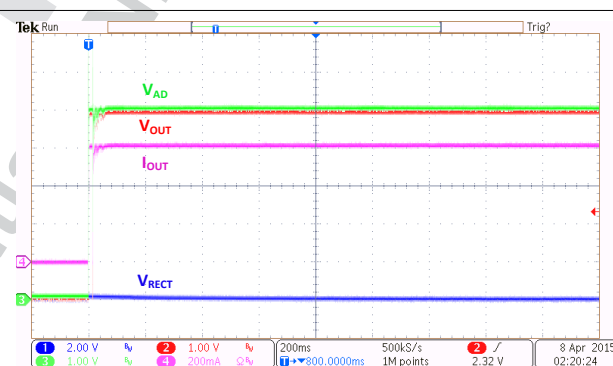 Tek Run Trig?
T
T
VAD
VOUT
IOUT
4
VRECT
3
1 2.00 V 2 1.00 V 200ms 500kS/s 2 8 Apr 2015
3 1.00 V 4 200mA Ω T→▼800.0000ms 1M points 2.32 V 02:20:24